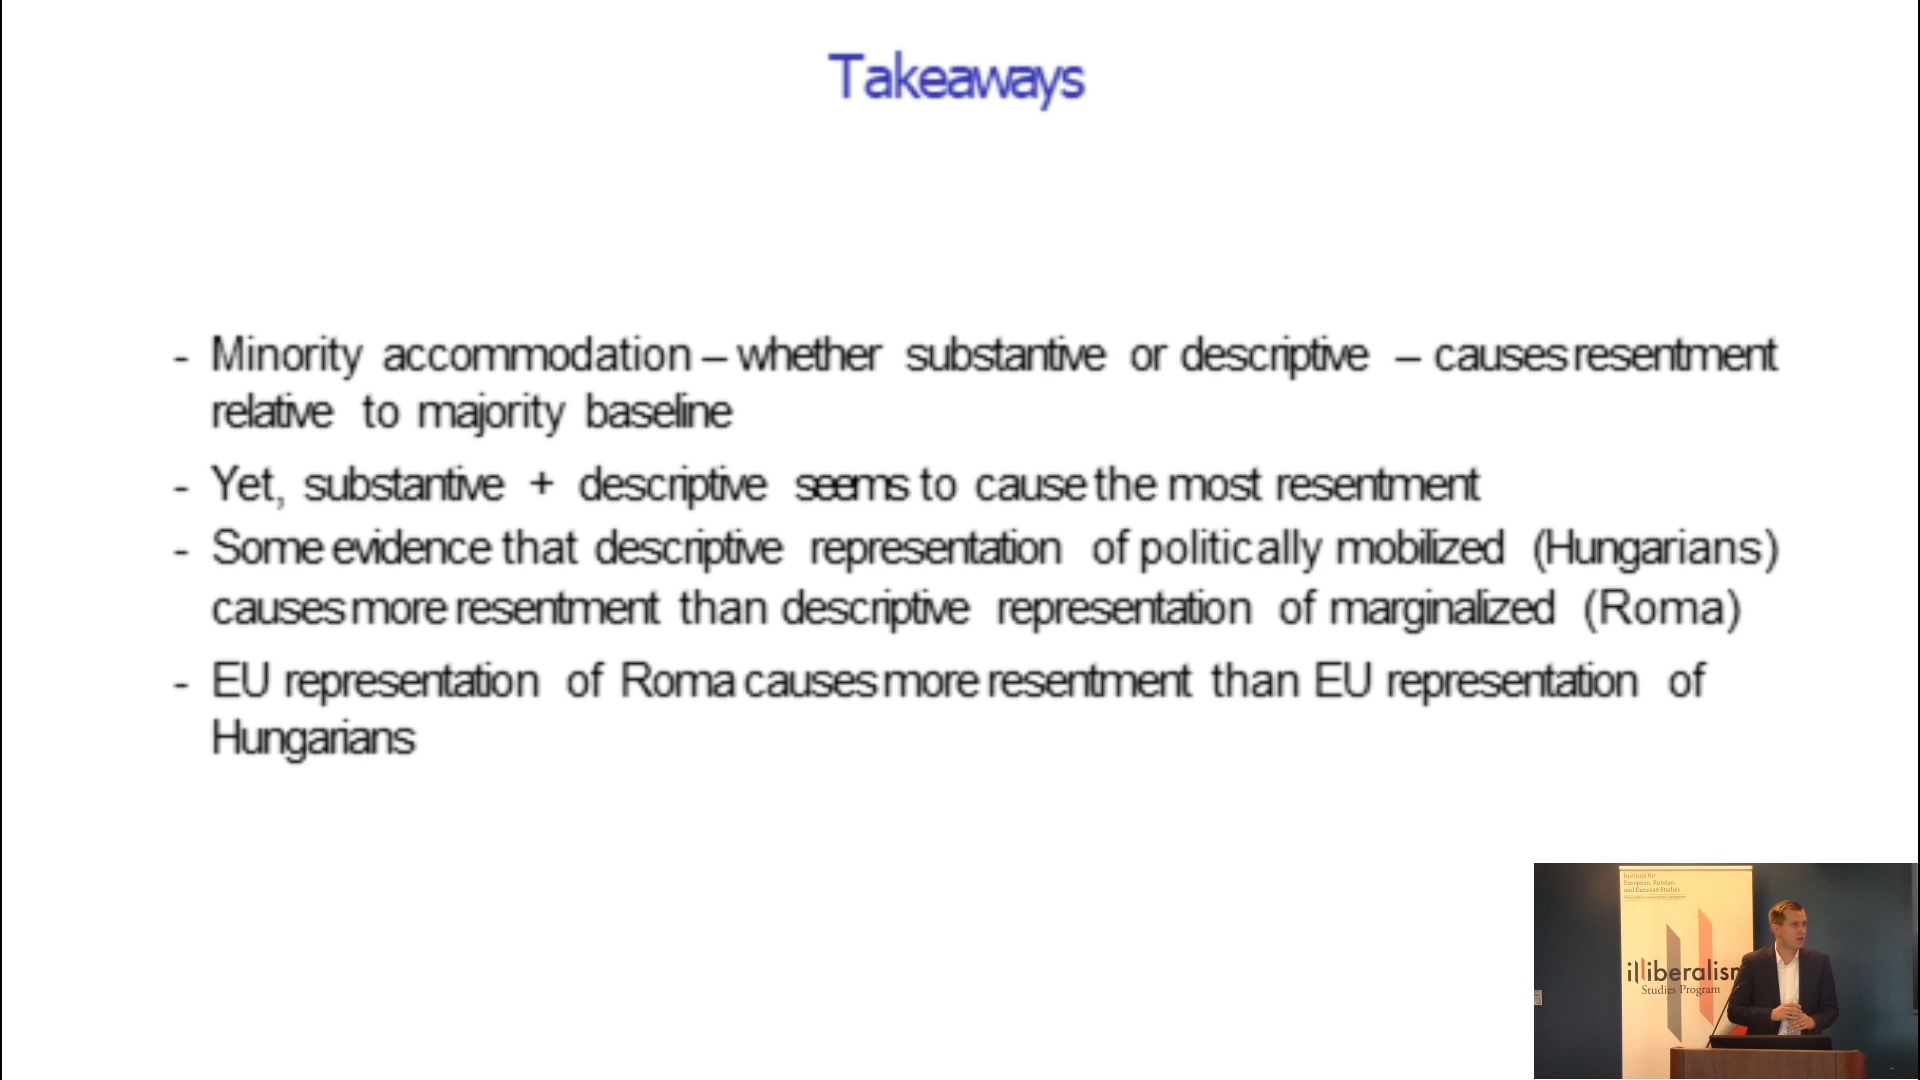 Takeaways
- Minority accommodation – whether substantive or descriptive – causes resentment
relative to majority baseline
- Yet, substantive + descriptive seems to cause the most resentment
- Some evidence that descriptive representation of politically mobilized (Hungarians)
causes more resentment than descriptive representation of marginalized (Roma)
- EU representation of Roma causes more resentment than EU representation of
Hungarians
Institute for
European, Russian,
and Eurasian Studies
illiberalism
Studies Program